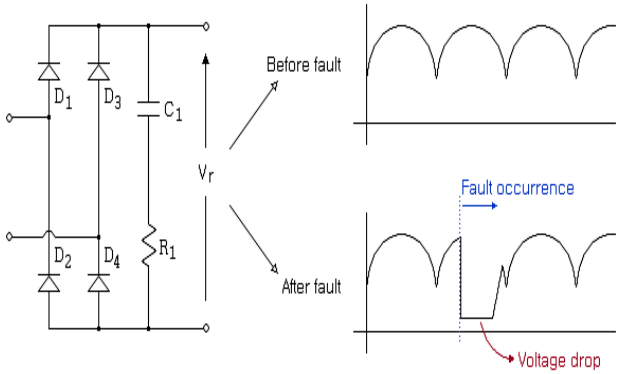 D1
D3
C1
Vr
D2
D4
R1
Before fault
Fault occurrence
After fault
Voltage drop